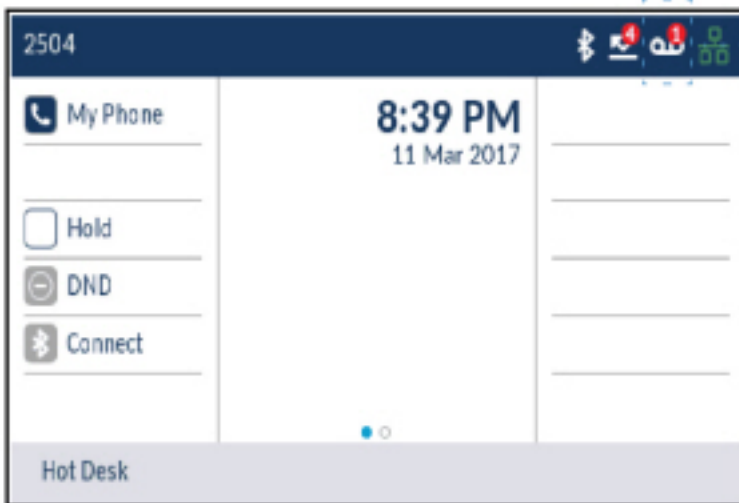 2504
4
1
My Phone
8:39 PM
11 Mar 2017
Hold
DND
Connect
Hot Desk